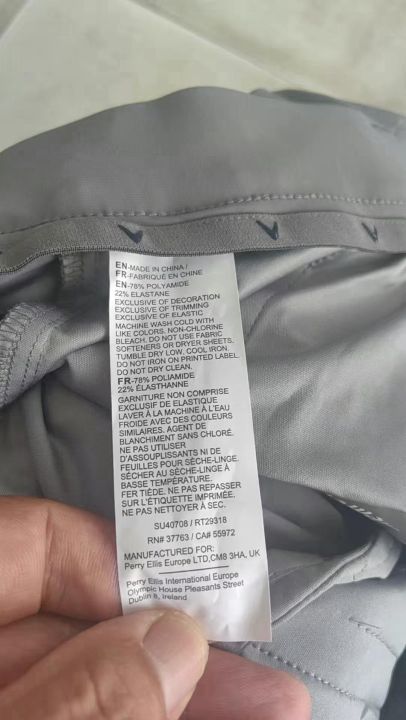 EN-MADE IN CHINA /
FR-FABRIQUÉ EN CHINE
EN-78% POLYAMIDE
22% ELASTANE
EXCLUSIVE OF DECORATION
EXCLUSIVE OF TRIMMING
EXCLUSIVE OF ELASTIC
MACHINE WASH COLD WITH
LIKE COLORS. NON-CHLORINE
BLEACH. DO NOT USE FABRIC
SOFTENERS OR DRYER SHEETS.
TUMBLE DRY LOW, COOL IRON.
DO NOT IRON ON PRINTED LABEL.
DO NOT DRY CLEAN.
FR-78% POLIAMIDE
22% ÉLASTHANNE
GARNITURE NON COMPRISE
EXCLUSIF DE ELASTIQUE
LAVER À LA MACHINE À L'EAU
FROIDE AVEC DES COULEURS
SIMILAIRES. AGENT DE
BLANCHIMENT SANS CHLORÉ.
NE PAS UTILISER
D'ASSOUPLISSANTS NI DE
FEUILLES POUR SÈCHE-LINGE.
SÉCHER AU SÈCHE-LINGE À
BASSE TEMPÉRATURE.
FER TIÈDE. NE PAS REPASSER
SUR L'ÉTIQUETTE IMPRIMÉE.
NE PAS NETTOYER À SEC.
SU40708 / RT29318
RN# 37763 / CA# 55972
MANUFACTURED FOR:
Perry Ellis Europe LTD,CM8 3HA, UK
Perry Ellis International Europe
Olympic House Pleasants Street
Dublin 8, Ireland